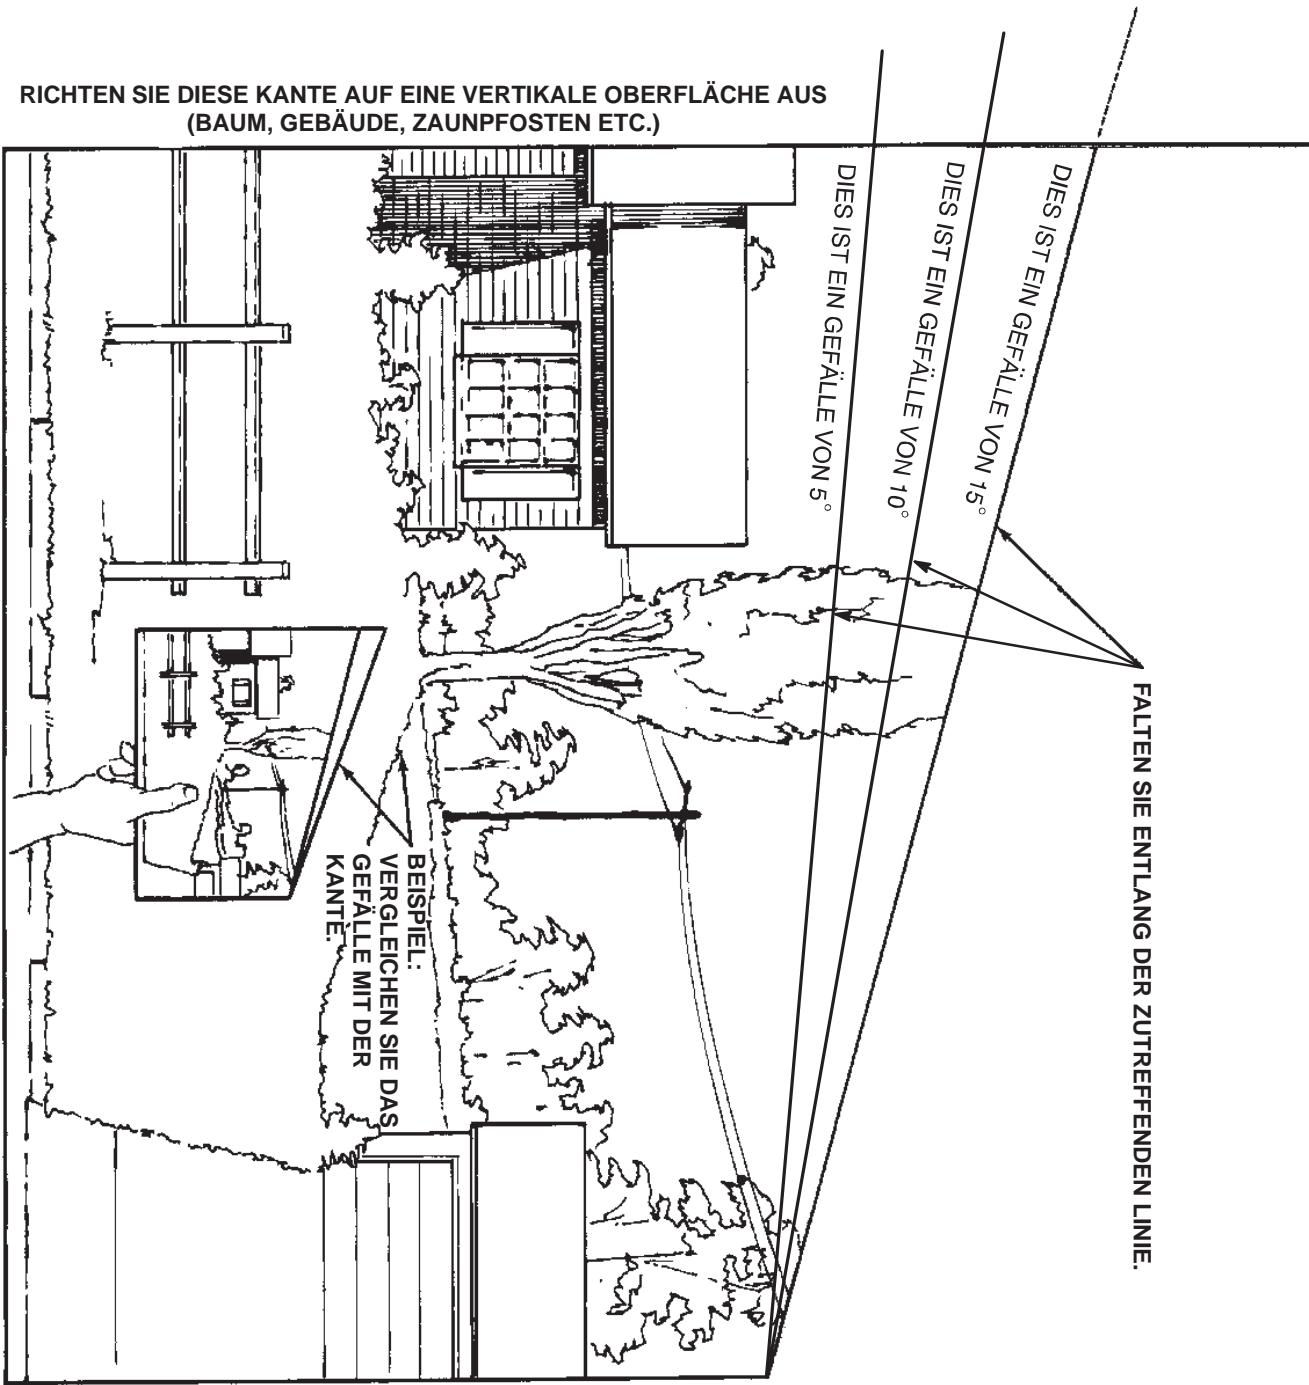 RICHTEN SIE DIESE KANTE AUF EINE VERTIKALE OBERFLÄCHE AUS
(BAUM, GEBÄUDE, ZAUNPFOSTEN ETC.)
DIES IST EIN GEFÄLLE VON 15°
DIES IST EIN GEFÄLLE VON 10°
DIES IST EIN GEFÄLLE VON 5°
FALTEN SIE ENTLANG DER ZUTREFFENDEN LINIE.
BEISPIEL:
VERGLEICHEN SIE DAS
GEFÄLLE MIT DER
KANTE.